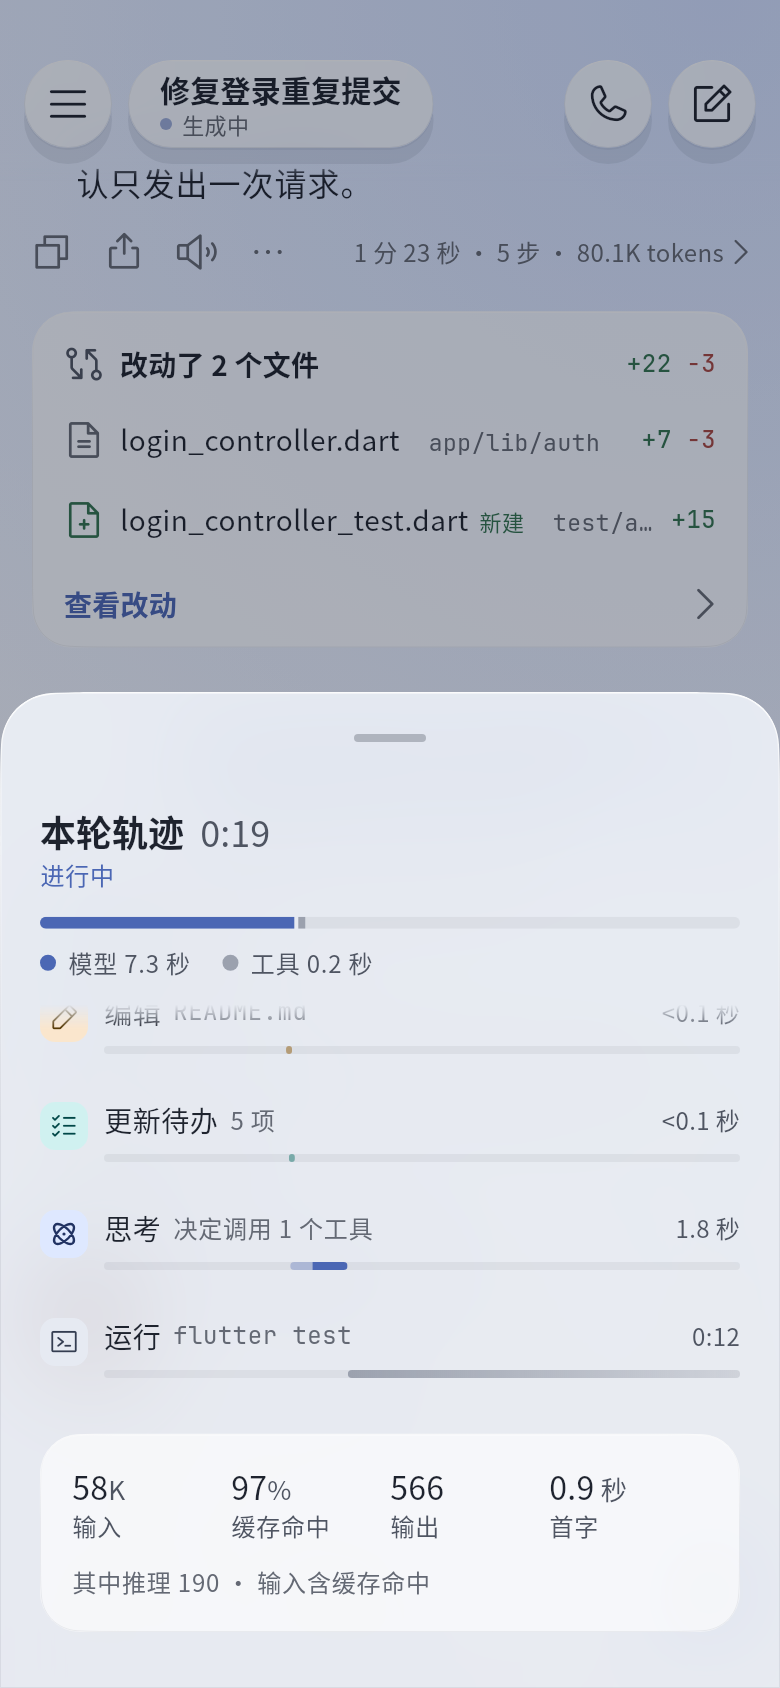 修复登录重复提交
生成中
认只发出一次请求。
1 分 23 秒 · 5 步 · 80.1K tokens
改动了 2 个文件 +22 -3
login_controller.dart app/lib/auth +7 -3
login_controller_test.dart 新建 test/a… +15
查看改动
本轮轨迹 0:19
进行中
模型 7.3 秒 工具 0.2 秒
编辑 README.md <0.1 秒
更新待办 5 项 <0.1 秒
思考 决定调用 1 个工具 1.8 秒
运行 flutter test 0:12
58K 97% 566 0.9 秒
输入 缓存命中 输出 首字
其中推理 190 · 输入含缓存命中